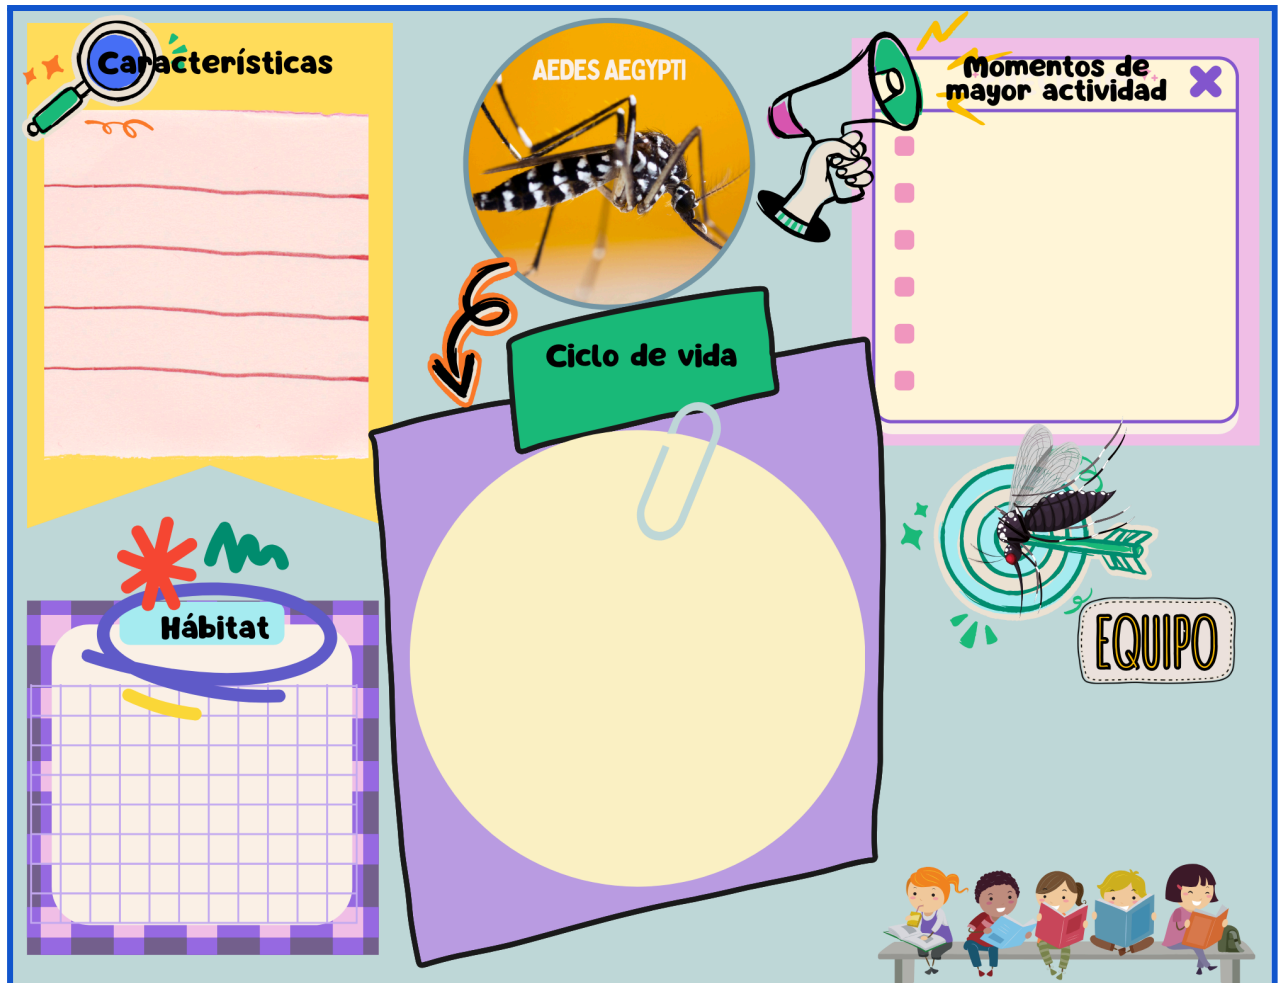 Características
AEDES AEGYPTI
Momentos de
mayor actividad
Ciclo de vida
Hábitat
EQUIPO